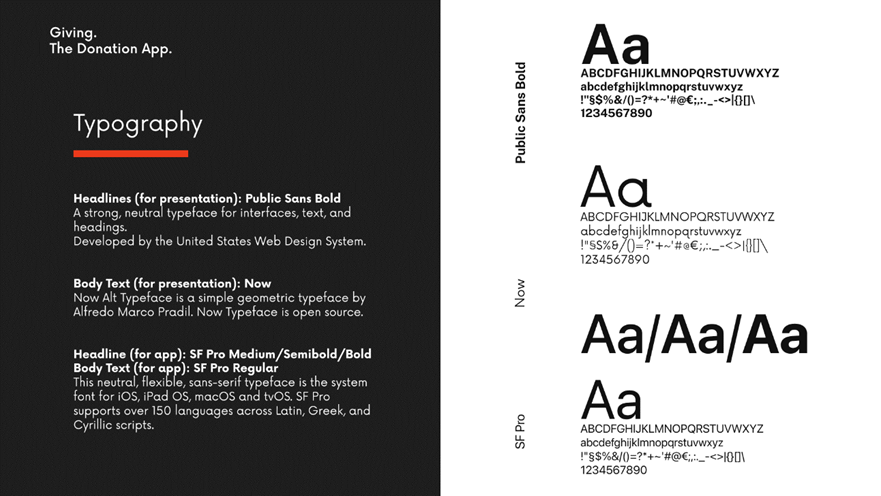 Giving.
The Donation App.
Typography
Headlines (for presentation): Public Sans Bold
A strong, neutral typeface for interfaces, text, and
headings.
Developed by the United States Web Design System.
Body Text (for presentation): Now
Now Alt Typeface is a simple geometric typeface by
Alfredo Marco Pradil. Now Typeface is open source.
Headline (for app): SF Pro Medium/Semibold/Bold
Body Text (for app): SF Pro Regular
This neutral, flexible, sans-serif typeface is the system
font for iOS, iPad OS, macOS and tvOS. SF Pro
supports over 150 languages across Latin, Greek, and
Cyrillic scripts.
Public Sans Bold
Aa
ABCDFGHIJKLMNOPQRSTUVWXYZ
abcdefghijklmnopqrstuvwxyz
!"§$%&/()=?*+~'#@€;,:._-<>|{}[]\
1234567890
Now
Aa
ABCDFGHIJKLMNOPQRSTUVWXYZ
abcdefghijklmnopqrstuvwxyz
!"§$%&/()=?*+~'#@€;,:._-<>|{}[]\
1234567890
SF Pro
Aa/Aa/Aa
Aa
ABCDFGHIJKLMNOPQRSTUVWXYZ
abcdefghijklmnopqrstuvwxyz
!"§$%&/()=?*+~'#@€;,:._-<>|{}[]\
1234567890